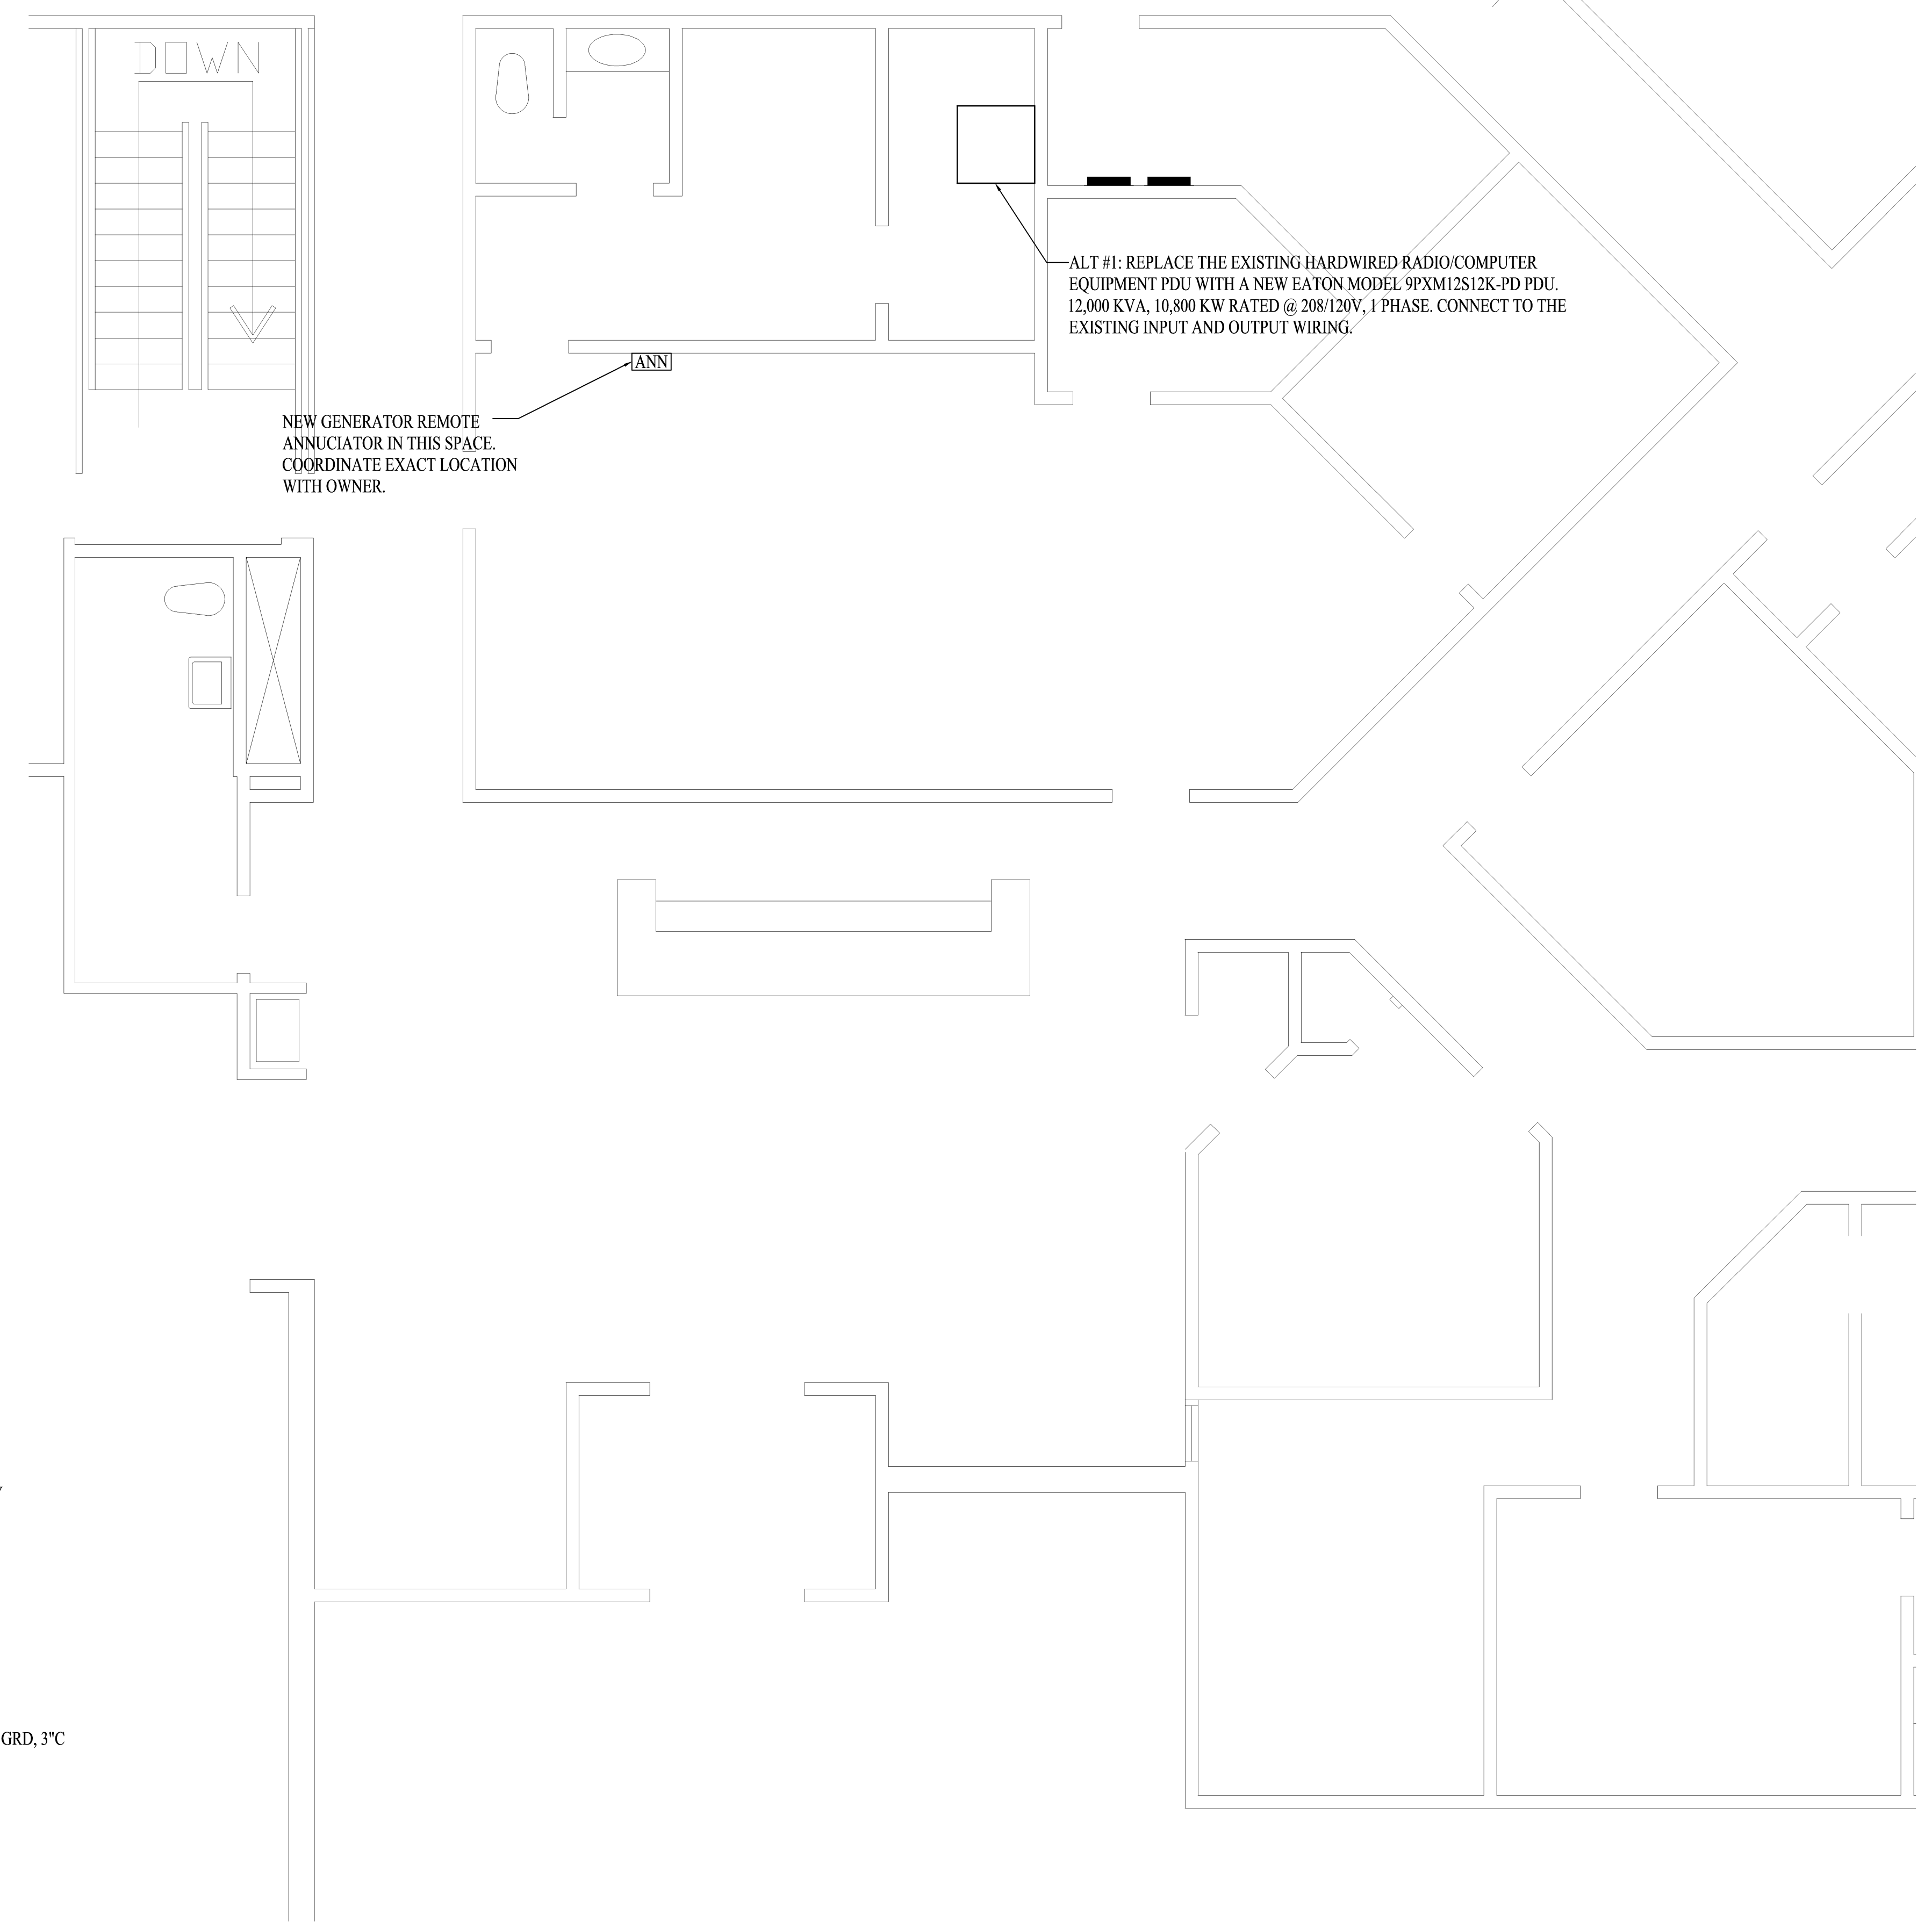 DOWN
ALT #1: REPLACE THE EXISTING HARDWIRED RADIO/COMPUTER
EQUIPMENT PDU WITH A NEW EATON MODEL 9PXM12S12K-PD PDU.
12,000 KVA, 10,800 KW RATED @ 208/120V, 1 PHASE. CONNECT TO THE
EXISTING INPUT AND OUTPUT WIRING.
ANN
NEW GENERATOR REMOTE
ANNUCIATOR IN THIS SPACE.
COORDINATE EXACT LOCATION
WITH OWNER.
GRD, 3"C